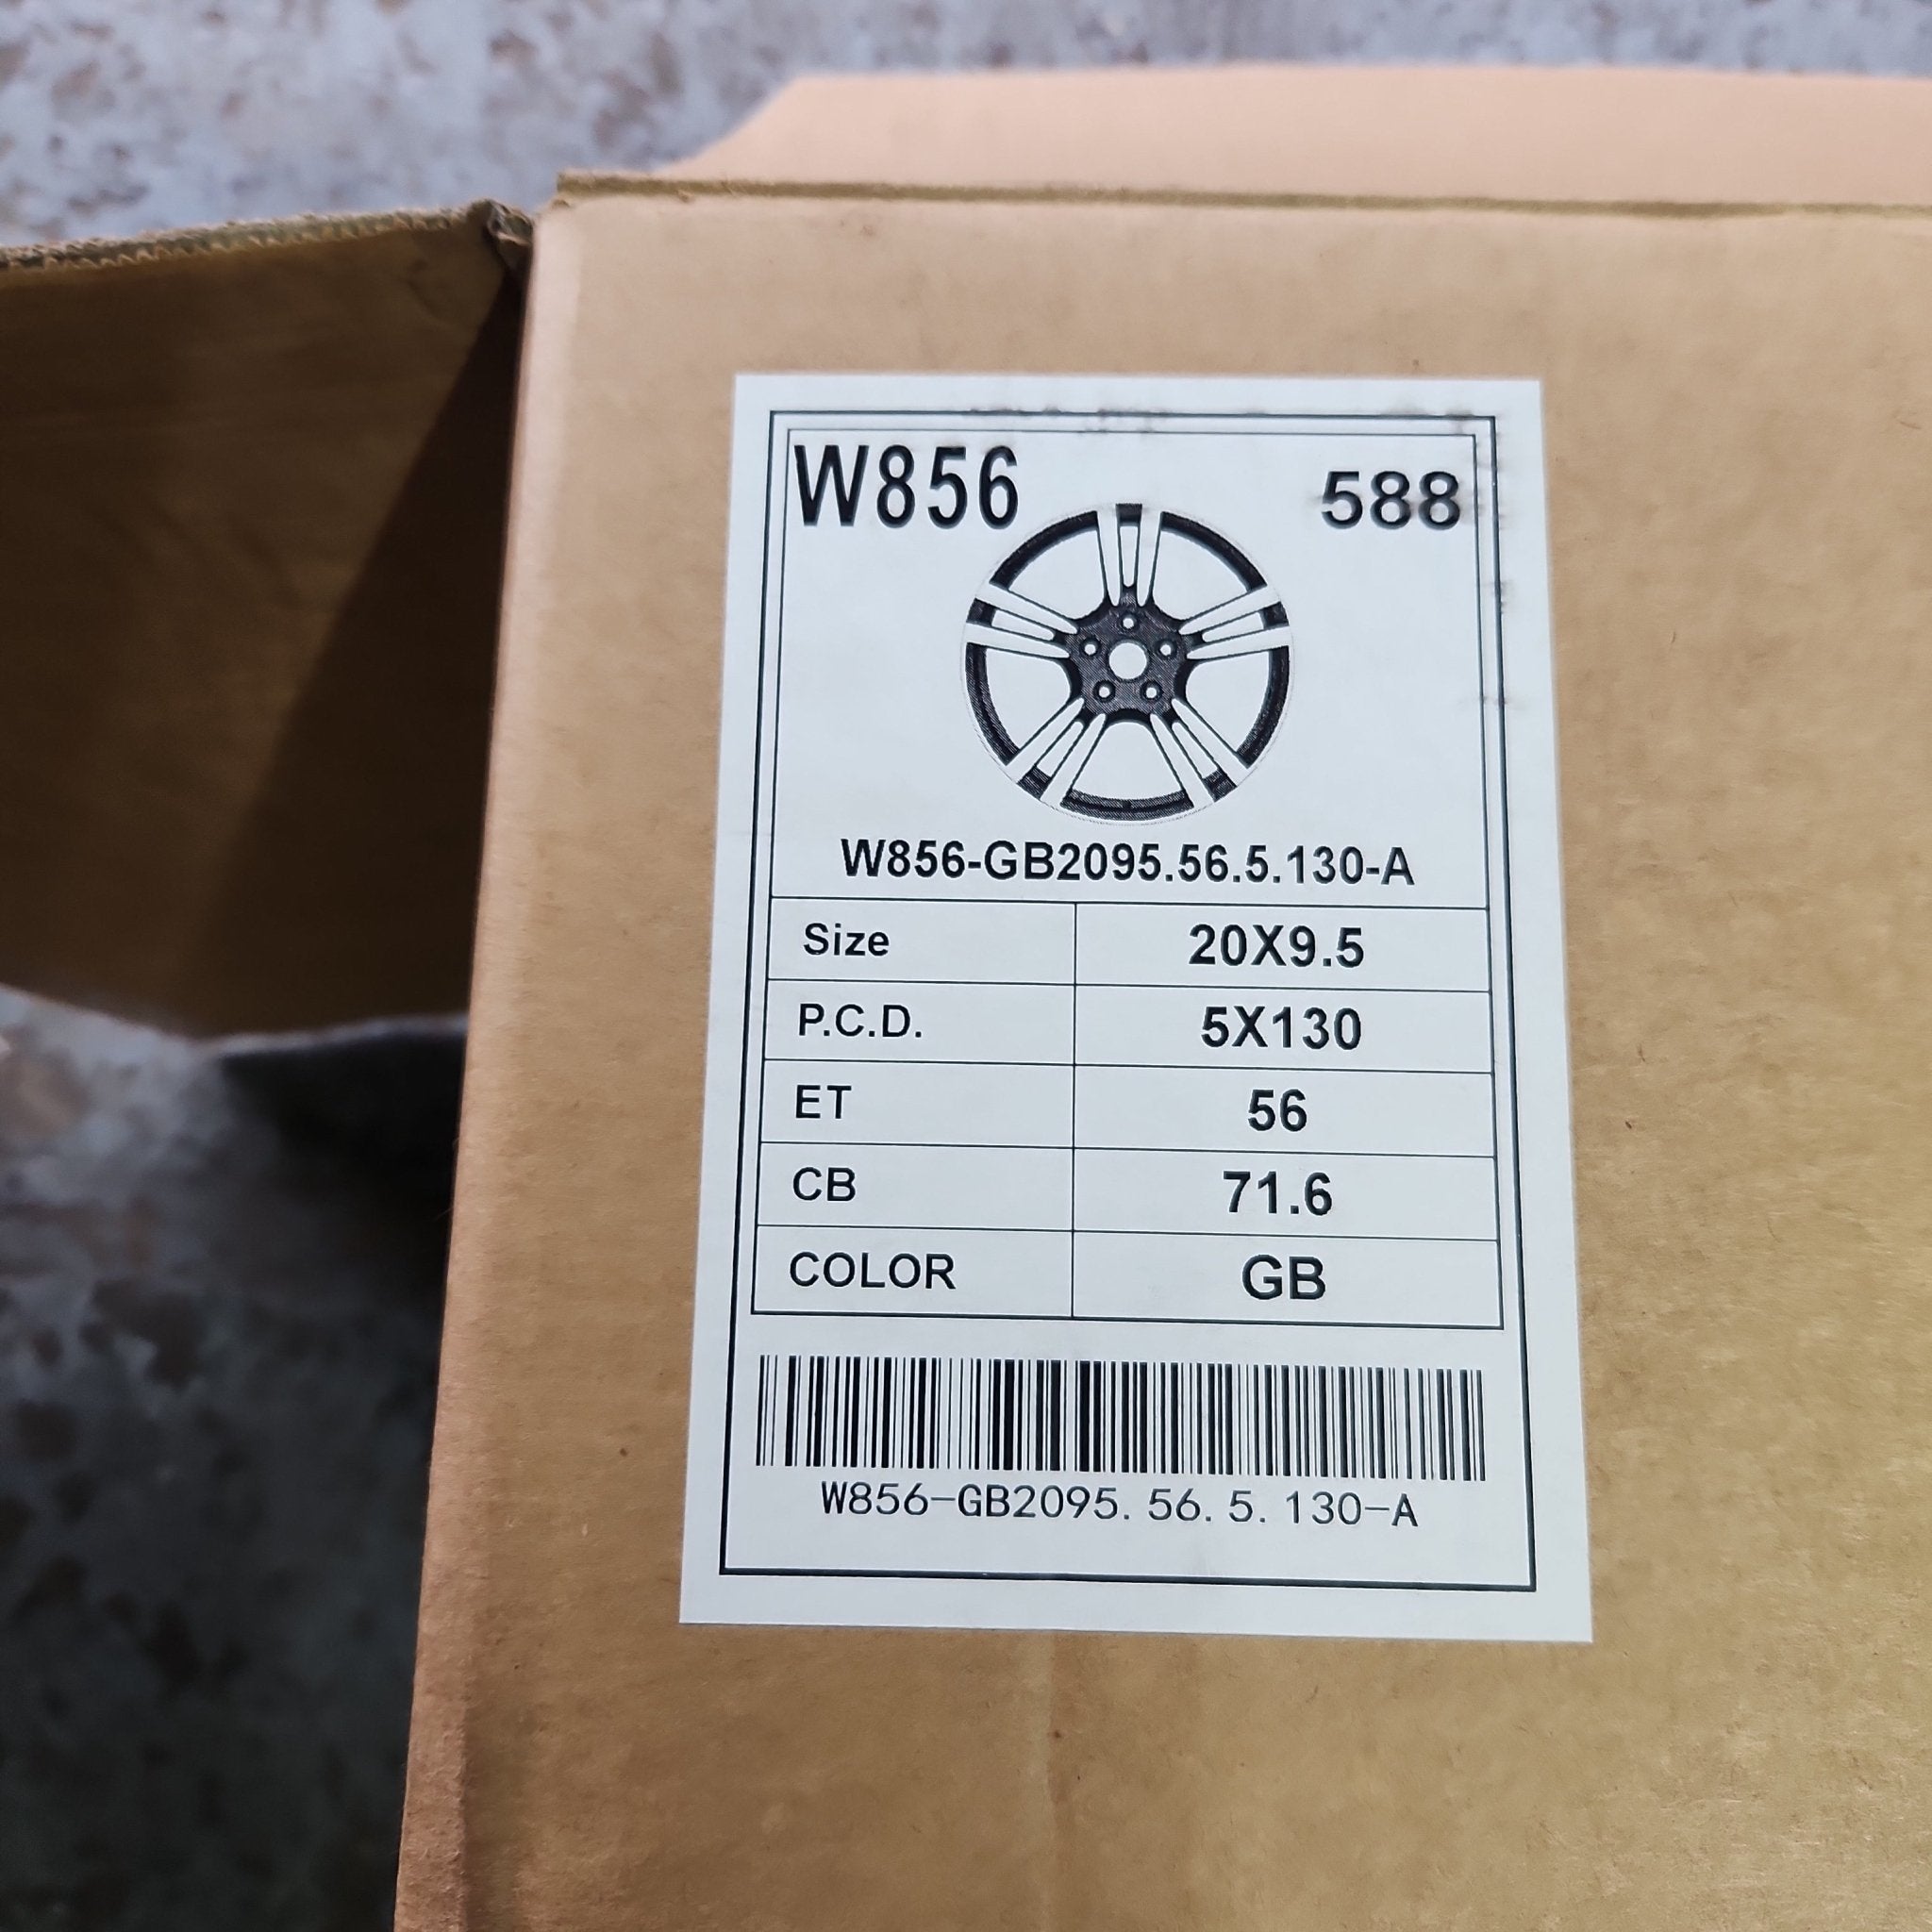 W856 588
W856-GB2095.56.5.130-A
Size 20X9.5
P.C.D. 5X130
ET 56
CB 71.6
COLOR GB
W856-GB2095.56.5.130-A